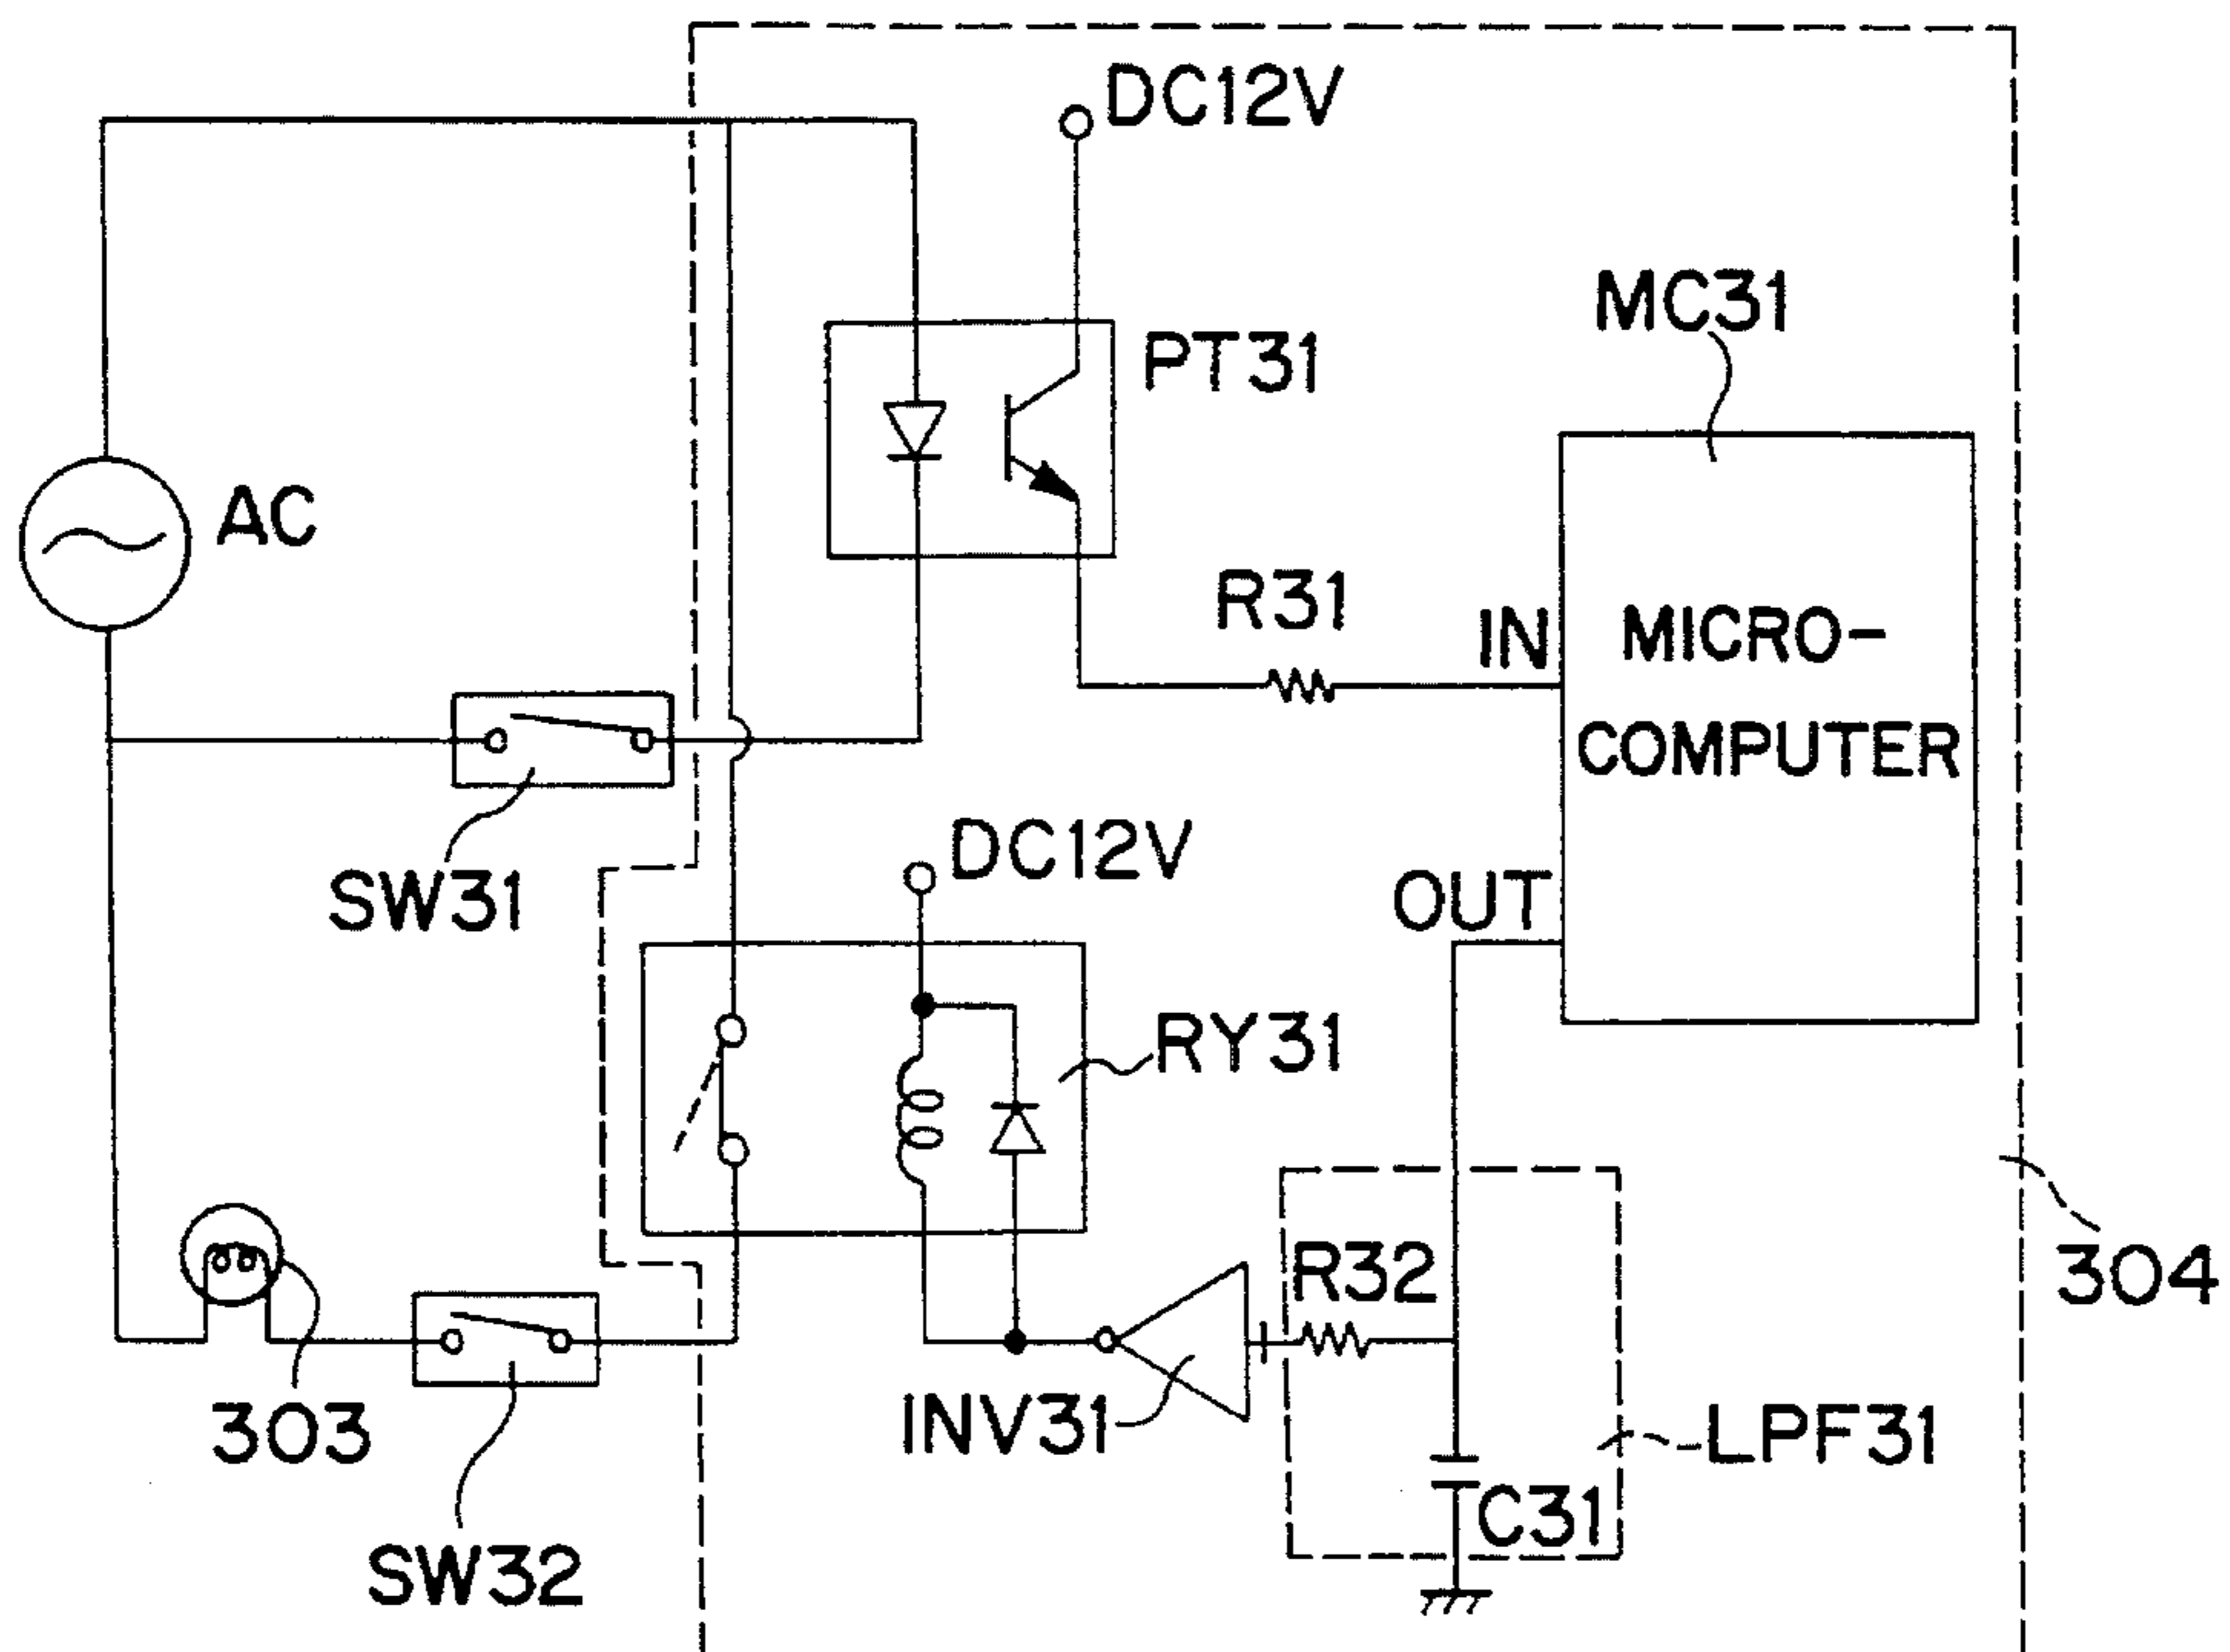 DC12V
MC31
PT31
AC
R31
IN
MICRO-
COMPUTER
SW31
DC12V
OUT
RY31
R32
304
303
INV31
LPF31
C31
SW32